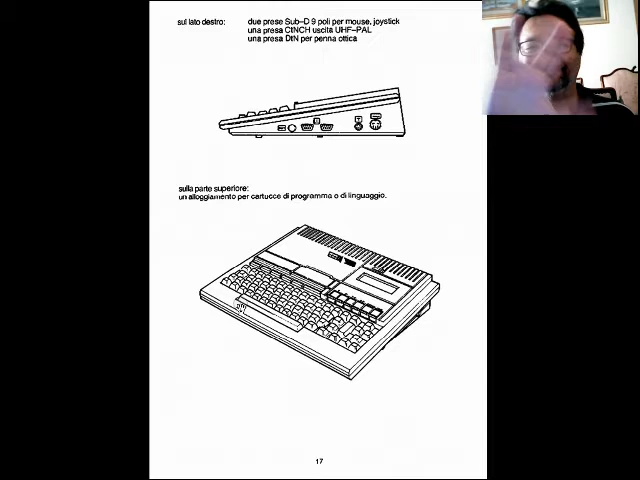 sul lato destro: due prese Sub-D 9 poli per mouse, joystick
una presa CINCH uscita UHF-PAL
una presa DIN per penna ottica
sulla parte superiore:
un alloggiamento per cartucce di programma o di linguaggio.
17